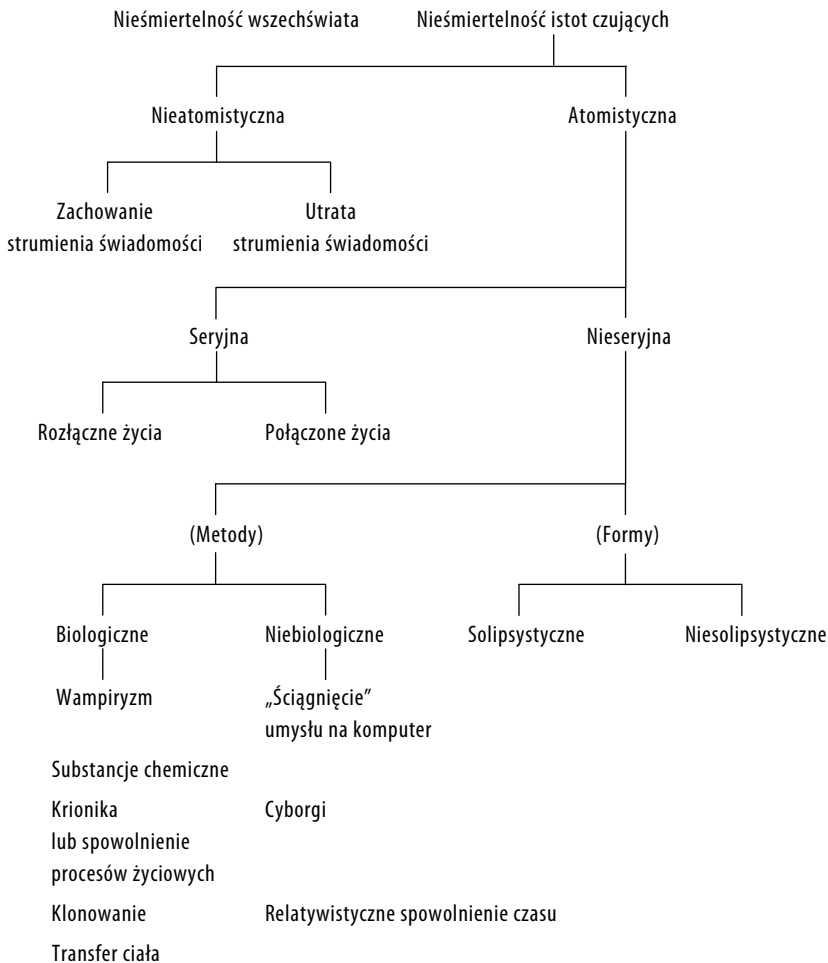 Nieśmiertelność wszechświata
Nieśmiertelność istot czujących
Nieatomistyczna
Atomistyczna
Zachowanie
strumienia świadomości
Utrata
strumienia świadomości
Seryjna
Nieseryjna
Rozłączne życia
Połączone życia
(Metody)
(Formy)
Biologiczne
Niebiologiczne
Solipsystyczne
Niesolipsystyczne
Wampiryzm
„Ściągnięcie”
umysłu na komputer
Substancje chemiczne
Krionika
lub spowolnienie
procesów życiowych
Cyborgi
Klonowanie
Relatywistyczne spowolnienie czasu
Transfer ciała